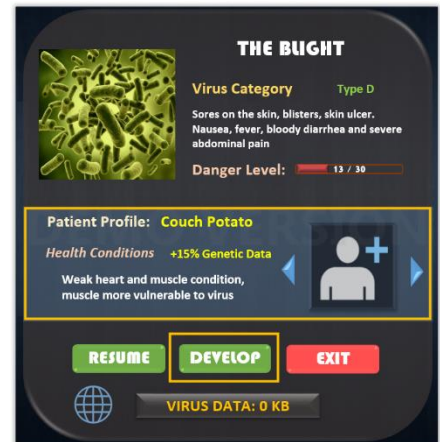 THE BLIGHT
Virus Category Type D
Sores on the skin, blisters, skin ulcer.
Nausea, fever, bloody diarrhea and severe
abdominal pain
Danger Level: 13 / 30
Patient Profile: Couch Potato
Health Conditions +15% Genetic Data
Weak heart and muscle condition,
muscle more vulnerable to virus
RESUME DEVELOP EXIT
VIRUS DATA: 0 KB